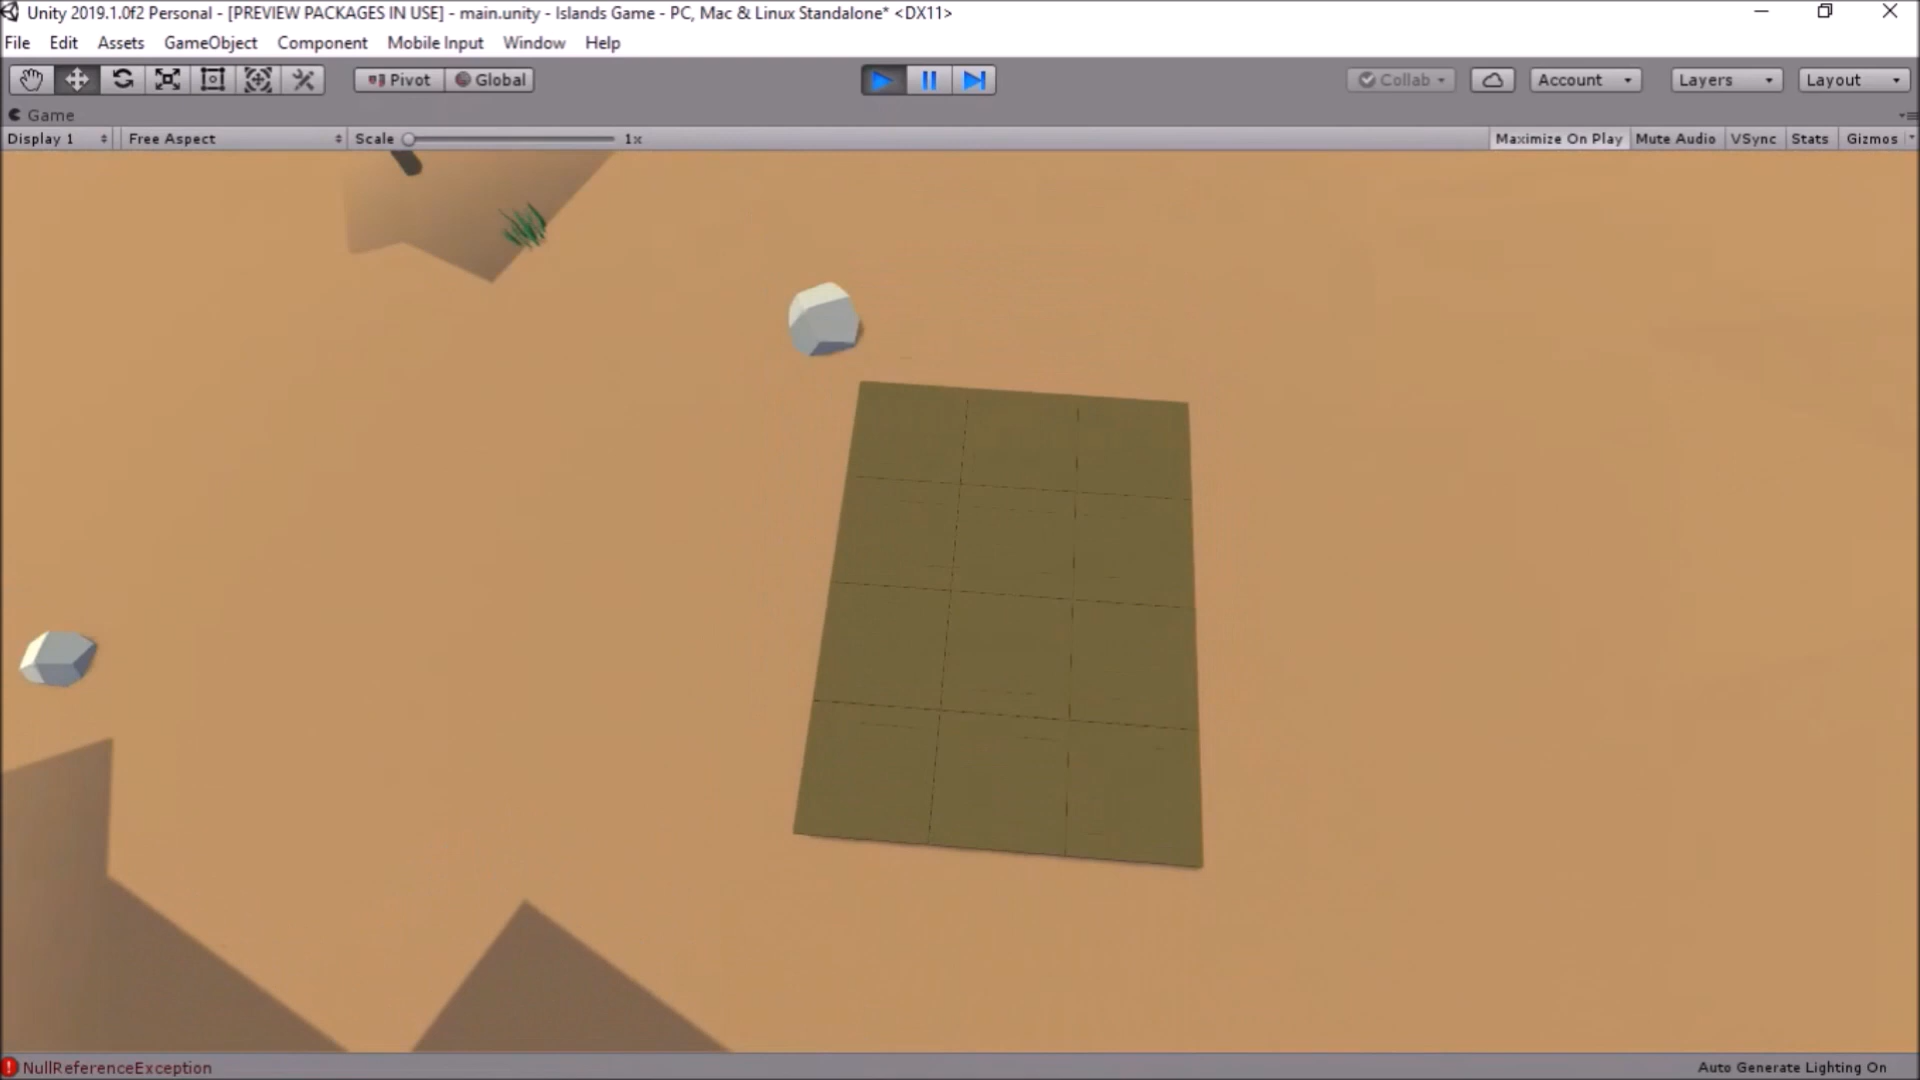 Unity 2019.1.0f2 Personal - [PREVIEW PACKAGES IN USE] - main.unity - Islands Game - PC, Mac & Linux Standalone* <DX11>
File Edit Assets GameObject Component Mobile Input Window Help
Pivot Global Collab Account Layers Layout
Game
Display 1 Free Aspect Scale 1x Maximize On Play Mute Audio VSync Stats Gizmos
NullReferenceException Auto Generate Lighting On